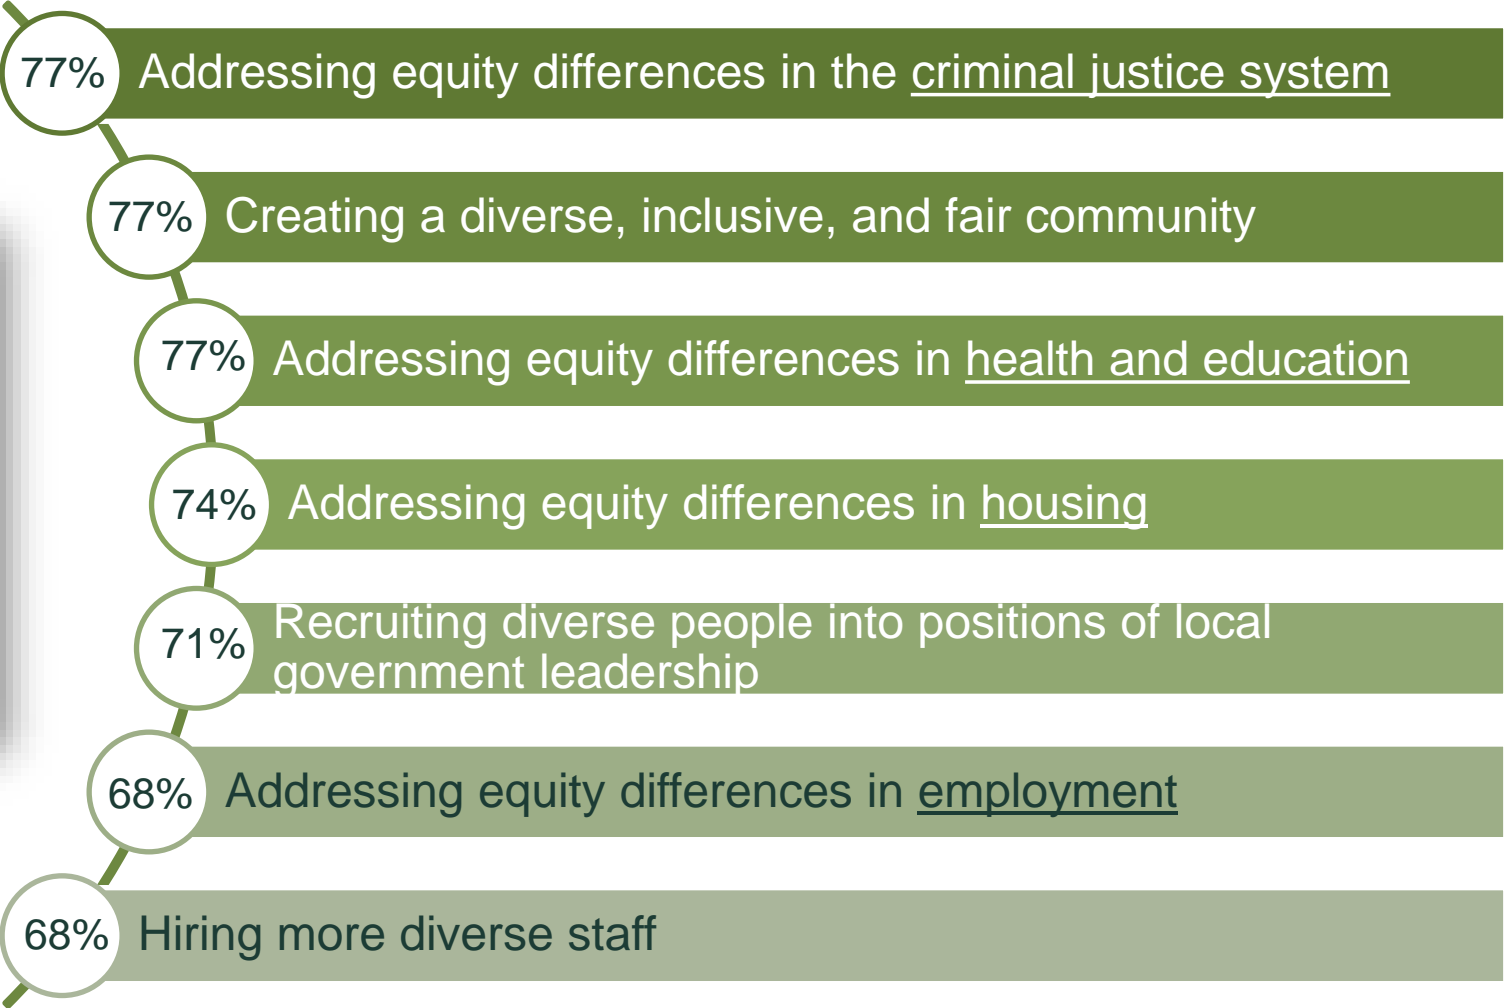 77% Addressing equity differences in the criminal justice system
77% Creating a diverse, inclusive, and fair community
77% Addressing equity differences in health and education
74% Addressing equity differences in housing
71% Recruiting diverse people into positions of local
government leadership
68% Addressing equity differences in employment
68% Hiring more diverse staff